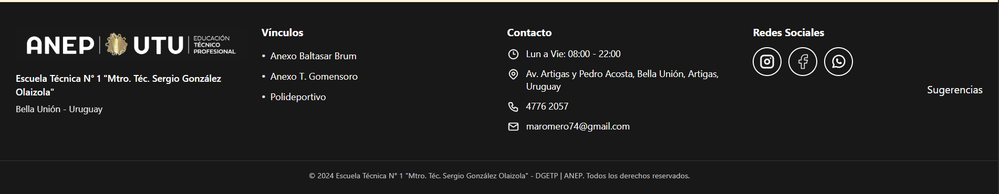 ANEP UTU EDUCACIÓN
TÉCNICO
PROFESIONAL
Escuela Técnica N° 1 "Mtro. Téc. Sergio González
Olaizola"
Bella Unión - Uruguay
Vínculos
• Anexo Baltasar Brum
• Anexo T. Gomensoro
• Polideportivo
Contacto
Lun a Vie: 08:00 - 22:00
Av. Artigas y Pedro Acosta, Bella Unión, Artigas,
Uruguay
4776 2057
maromero74@gmail.com
Redes Sociales
Sugerencias
© 2024 Escuela Técnica N° 1 "Mtro. Téc. Sergio González Olaizola" - DGETP | ANEP. Todos los derechos reservados.